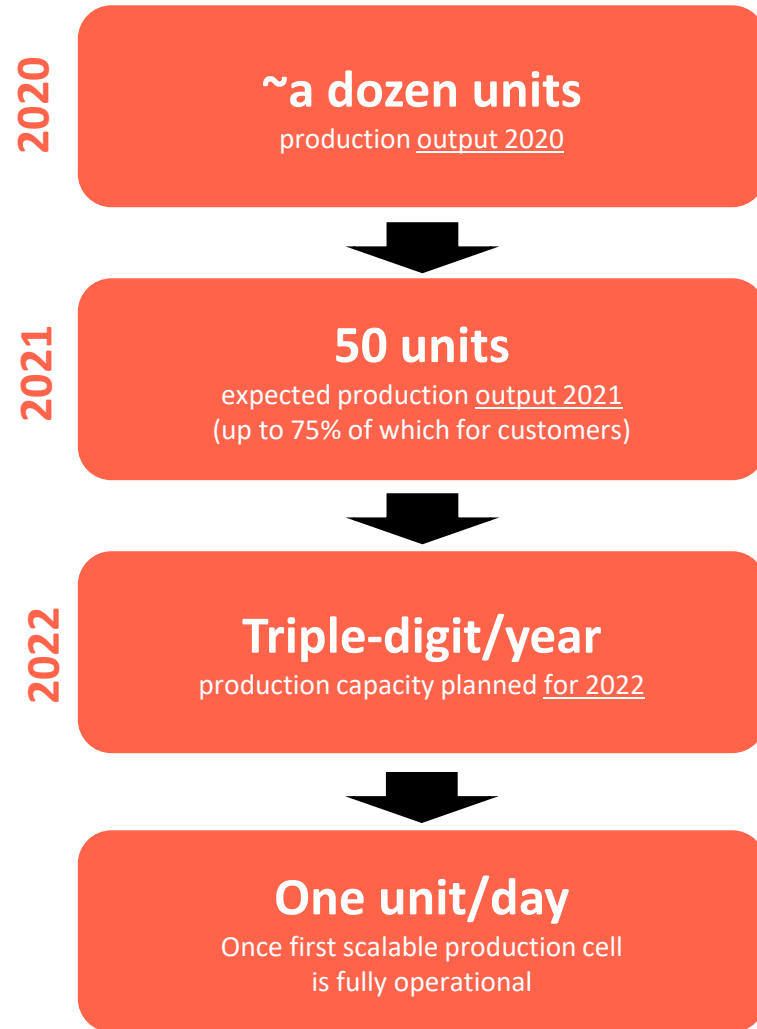 2020
~a dozen units
production output 2020
2021
50 units
expected production output 2021
(up to 75% of which for customers)
2022
Triple-digit/year
production capacity planned for 2022
One unit/day
Once first scalable production cell
is fully operational